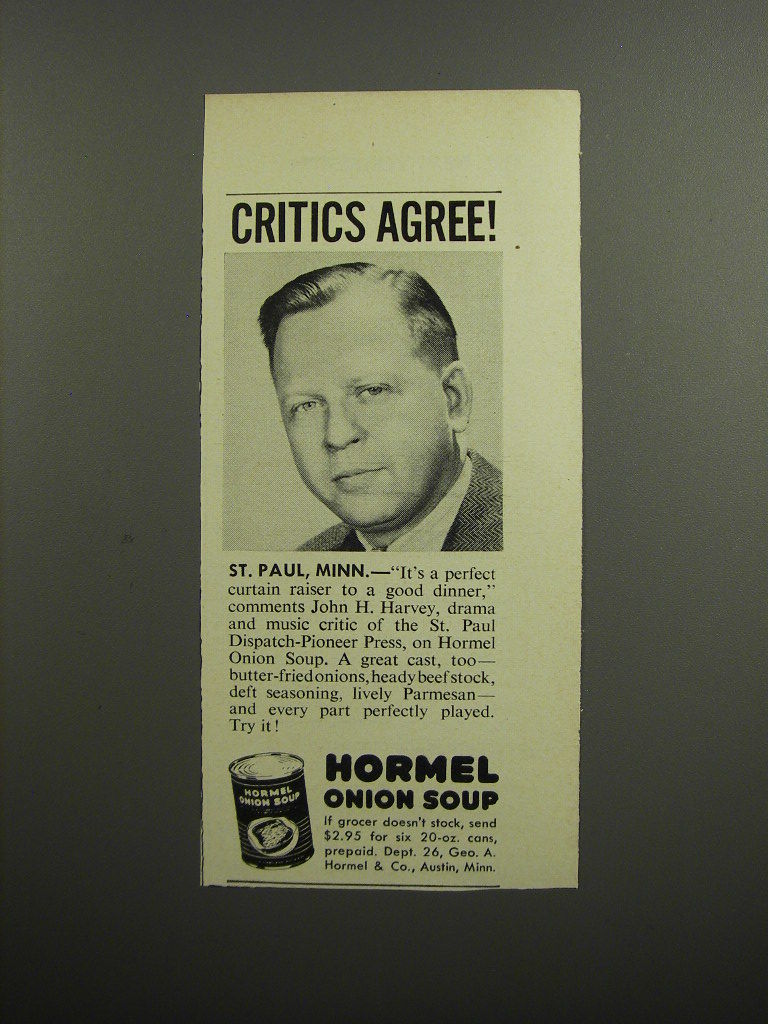 CRITICS AGREE!
ST. PAUL, MINN.—"It's a perfect
curtain raiser to a good dinner,"
comments John H. Harvey, drama
and music critic of the St. Paul
Dispatch-Pioneer Press, on Hormel
Onion Soup. A great cast, too—
butter-fried onions, heady beef stock,
deft seasoning, lively Parmesan—
and every part perfectly played.
Try it!
HORMEL
ONION SOUP
HORMEL
ONION SOUP
If grocer doesn't stock, send
$2.95 for six 20-oz. cans,
prepaid. Dept. 26, Geo. A.
Hormel & Co., Austin, Minn.